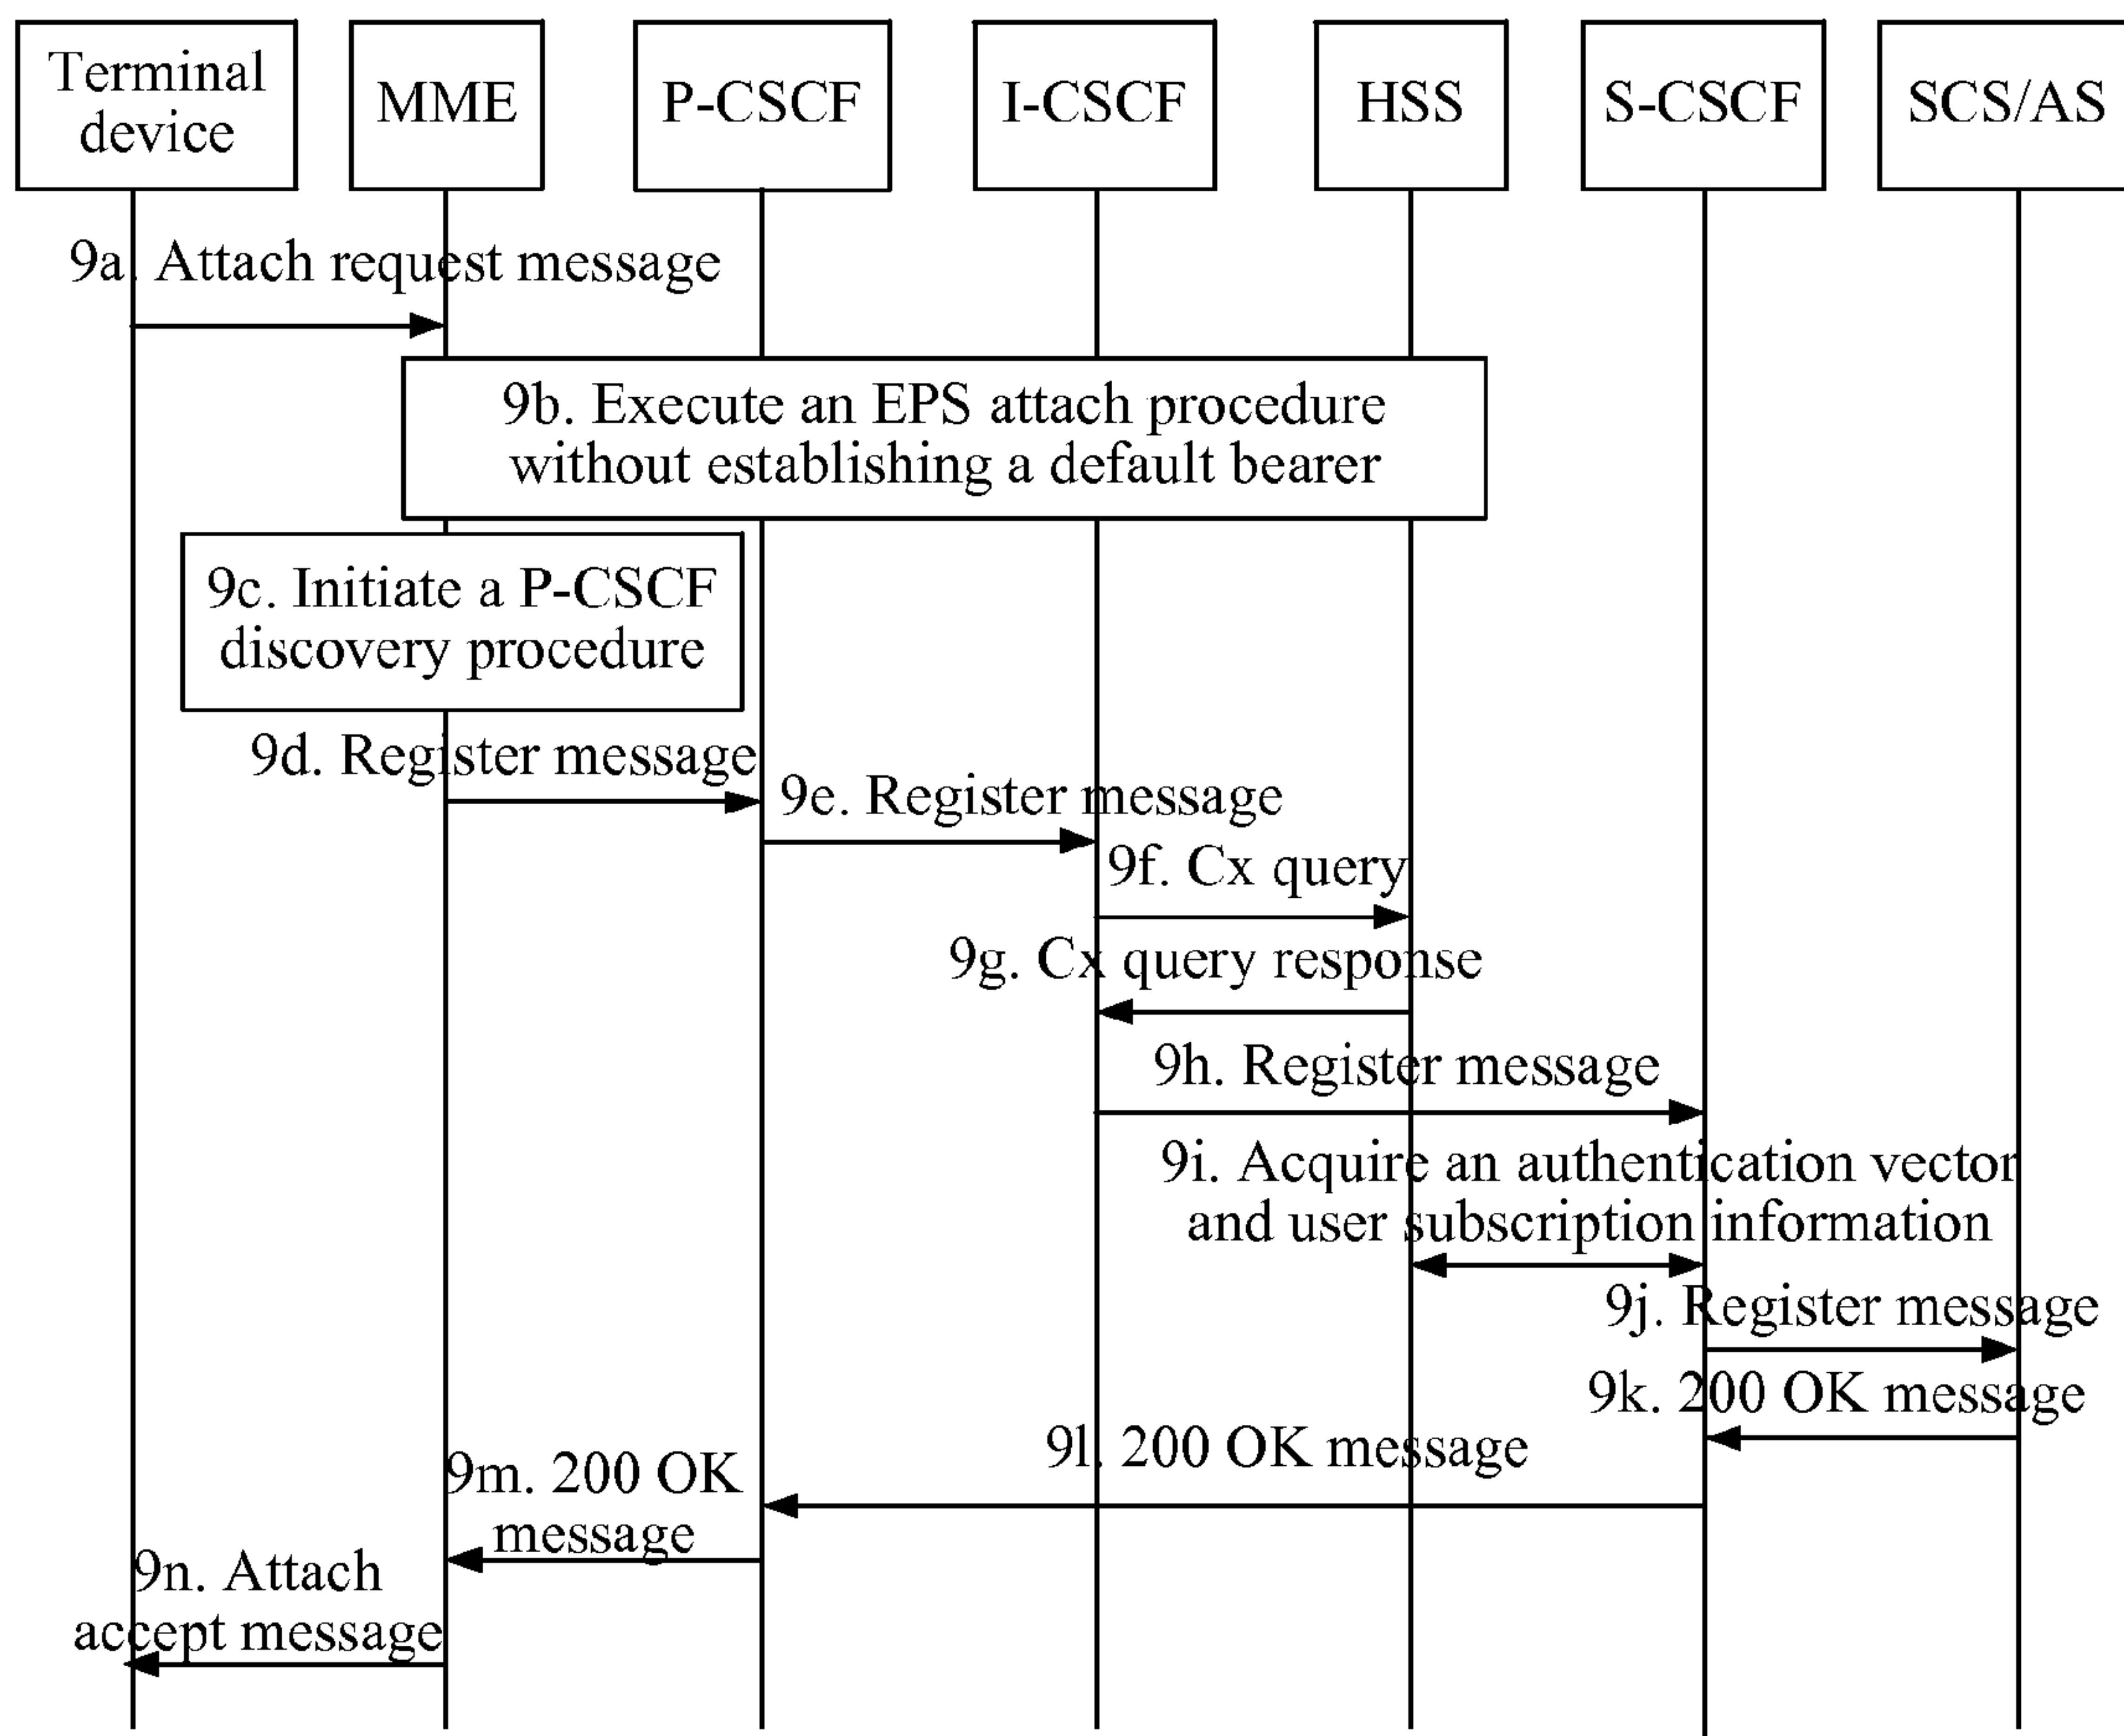 Terminal
device
MME
P-CSCF
I-CSCF
HSS
S-CSCF
SCS/AS
9a. Attach request message
9b. Execute an EPS attach procedure
without establishing a default bearer
9c. Initiate a P-CSCF
discovery procedure
9d. Register message
9e. Register message
9f. Cx query
9g. Cx query response
9h. Register message
9i. Acquire an authentication vector
and user subscription information
9j. Register message
9k. 200 OK message
9l. 200 OK message
9m. 200 OK
message
9n. Attach
accept message